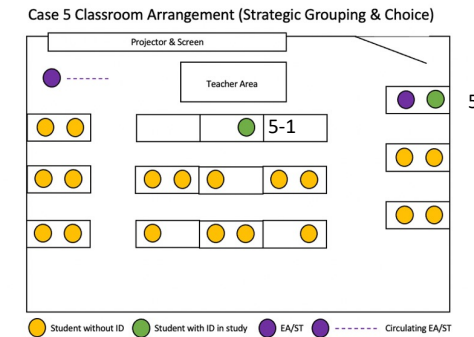 Case 5 Classroom Arrangement (Strategic Grouping & Choice)
Projector & Screen
Teacher Area
5-1
Student without ID
Student with ID in study
EA/ST
Circulating EA/ST